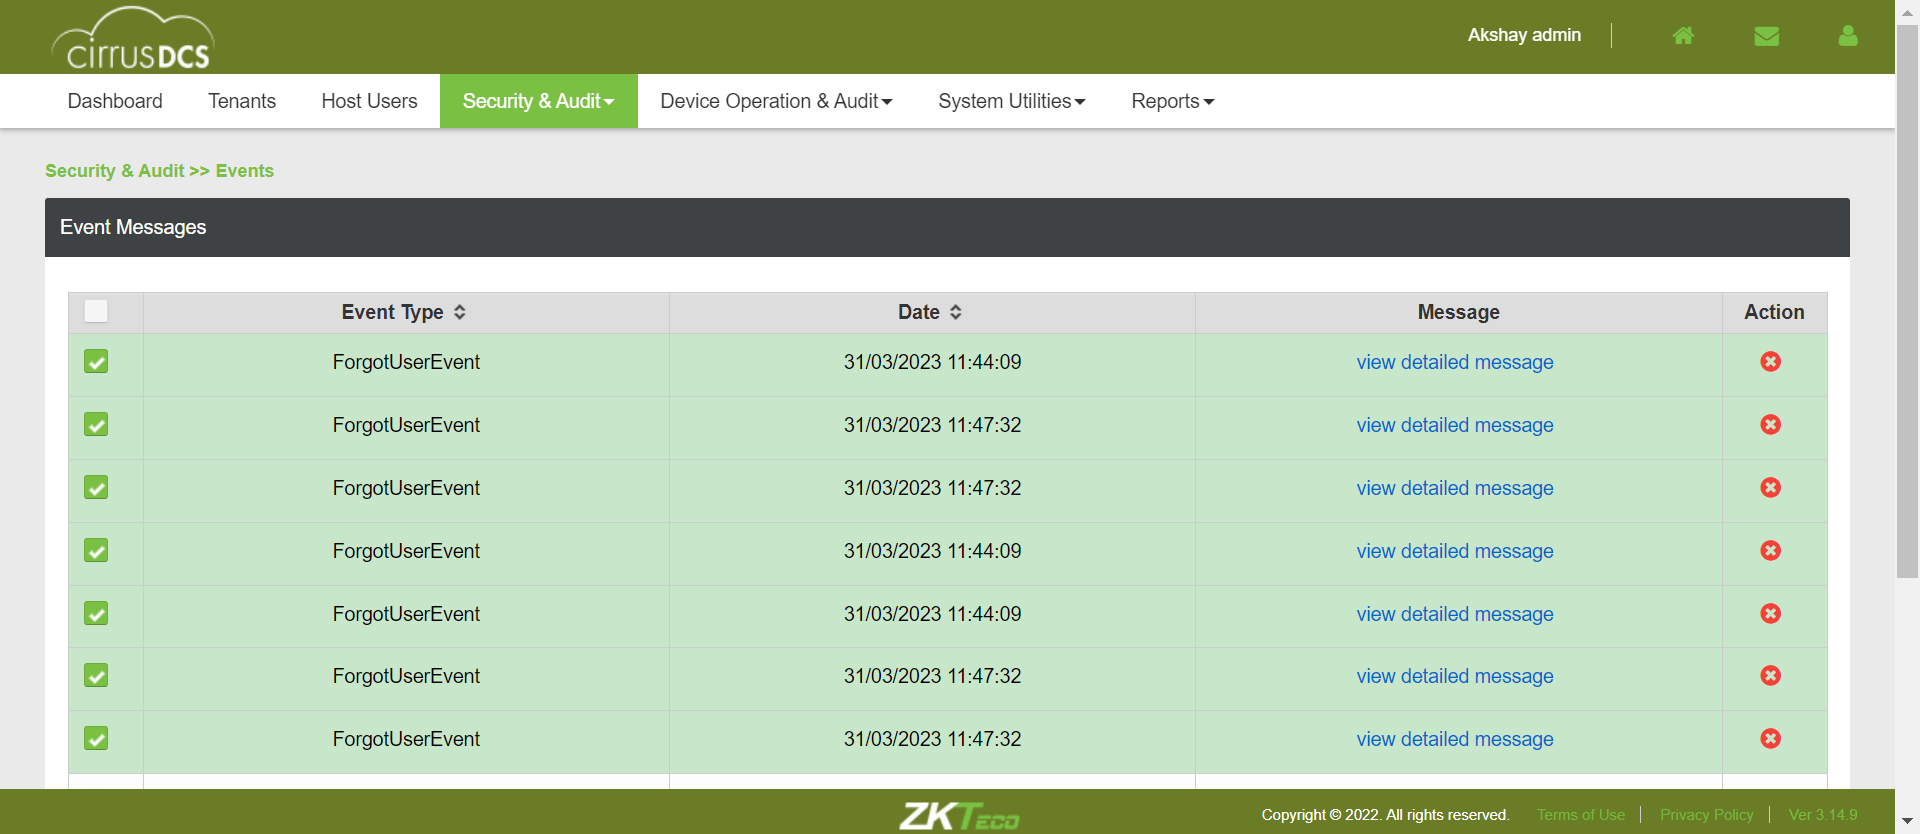 cirrusDCS
Akshay admin
Dashboard Tenants Host Users Security & Audit Device Operation & Audit System Utilities Reports
Security & Audit >> Events
Event Messages
Event Type Date Message Action
ForgotUserEvent 31/03/2023 11:44:09 view detailed message
ForgotUserEvent 31/03/2023 11:47:32 view detailed message
ForgotUserEvent 31/03/2023 11:47:32 view detailed message
ForgotUserEvent 31/03/2023 11:44:09 view detailed message
ForgotUserEvent 31/03/2023 11:44:09 view detailed message
ForgotUserEvent 31/03/2023 11:47:32 view detailed message
ForgotUserEvent 31/03/2023 11:47:32 view detailed message
ZKTeco Copyright © 2022. All rights reserved. Terms of Use Privacy Policy Ver 3.14.9